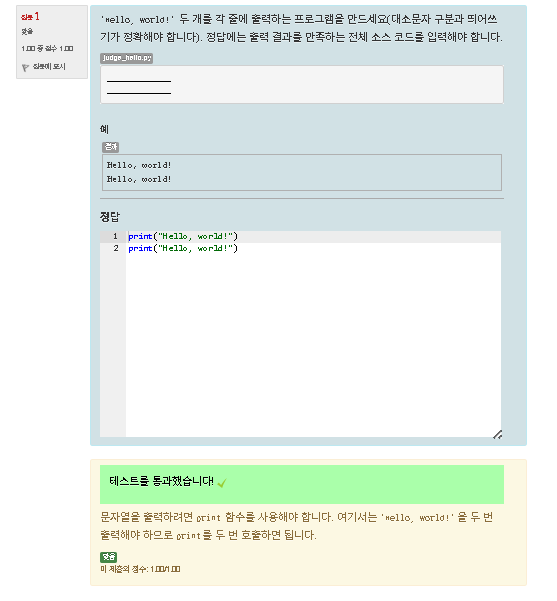 질문 1
맞음
1.00 중 점수 1.00
질문에 표시
'Hello, world!' 두 개를 각 줄에 출력하는 프로그램을 만드세요(대소문자 구분과 띄어쓰
기가 정확해야 합니다). 정답에는 출력 결과를 만족하는 전체 소스 코드를 입력해야 합니다.
judge_hello.py
____________
____________
예
결과
Hello, world!
Hello, world!
정답
1 print("Hello, world!")
2 print("Hello, world!")
테스트를 통과했습니다!
문자열을 출력하려면 print 함수를 사용해야 합니다. 여기서는 'Hello, world!'을 두 번
출력해야 하므로 print를 두 번 호출하면 됩니다.
맞음
이 제출의 점수: 1.00/1.00